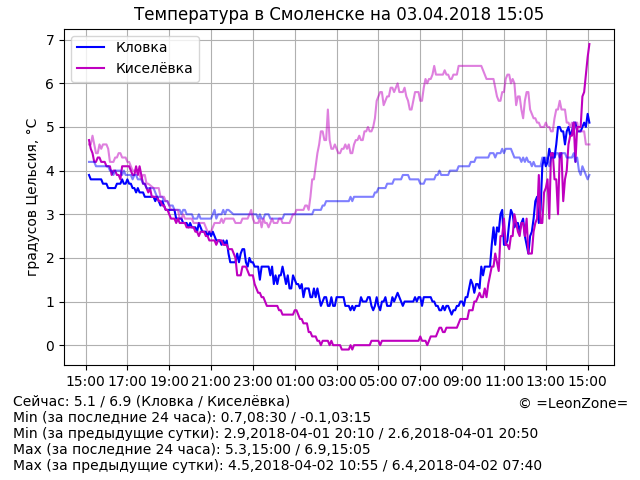 Температура в Смоленске на 03.04.2018 15:05
градусов Цельсия, °C
7
6
5
4
3
2
1
0
Кловка
Киселёвка
15:00 17:00 19:00 21:00 23:00 01:00 03:00 05:00 07:00 09:00 11:00 13:00 15:00
Сейчас: 5.1 / 6.9 (Кловка / Киселёвка)
© =LeonZone=
Min (за последние 24 часа): 0.7,08:30 / -0.1,03:15
Min (за предыдущие сутки): 2.9,2018-04-01 20:10 / 2.6,2018-04-01 20:50
Max (за последние 24 часа): 5.3,15:00 / 6.9,15:05
Max (за предыдущие сутки): 4.5,2018-04-02 10:55 / 6.4,2018-04-02 07:40